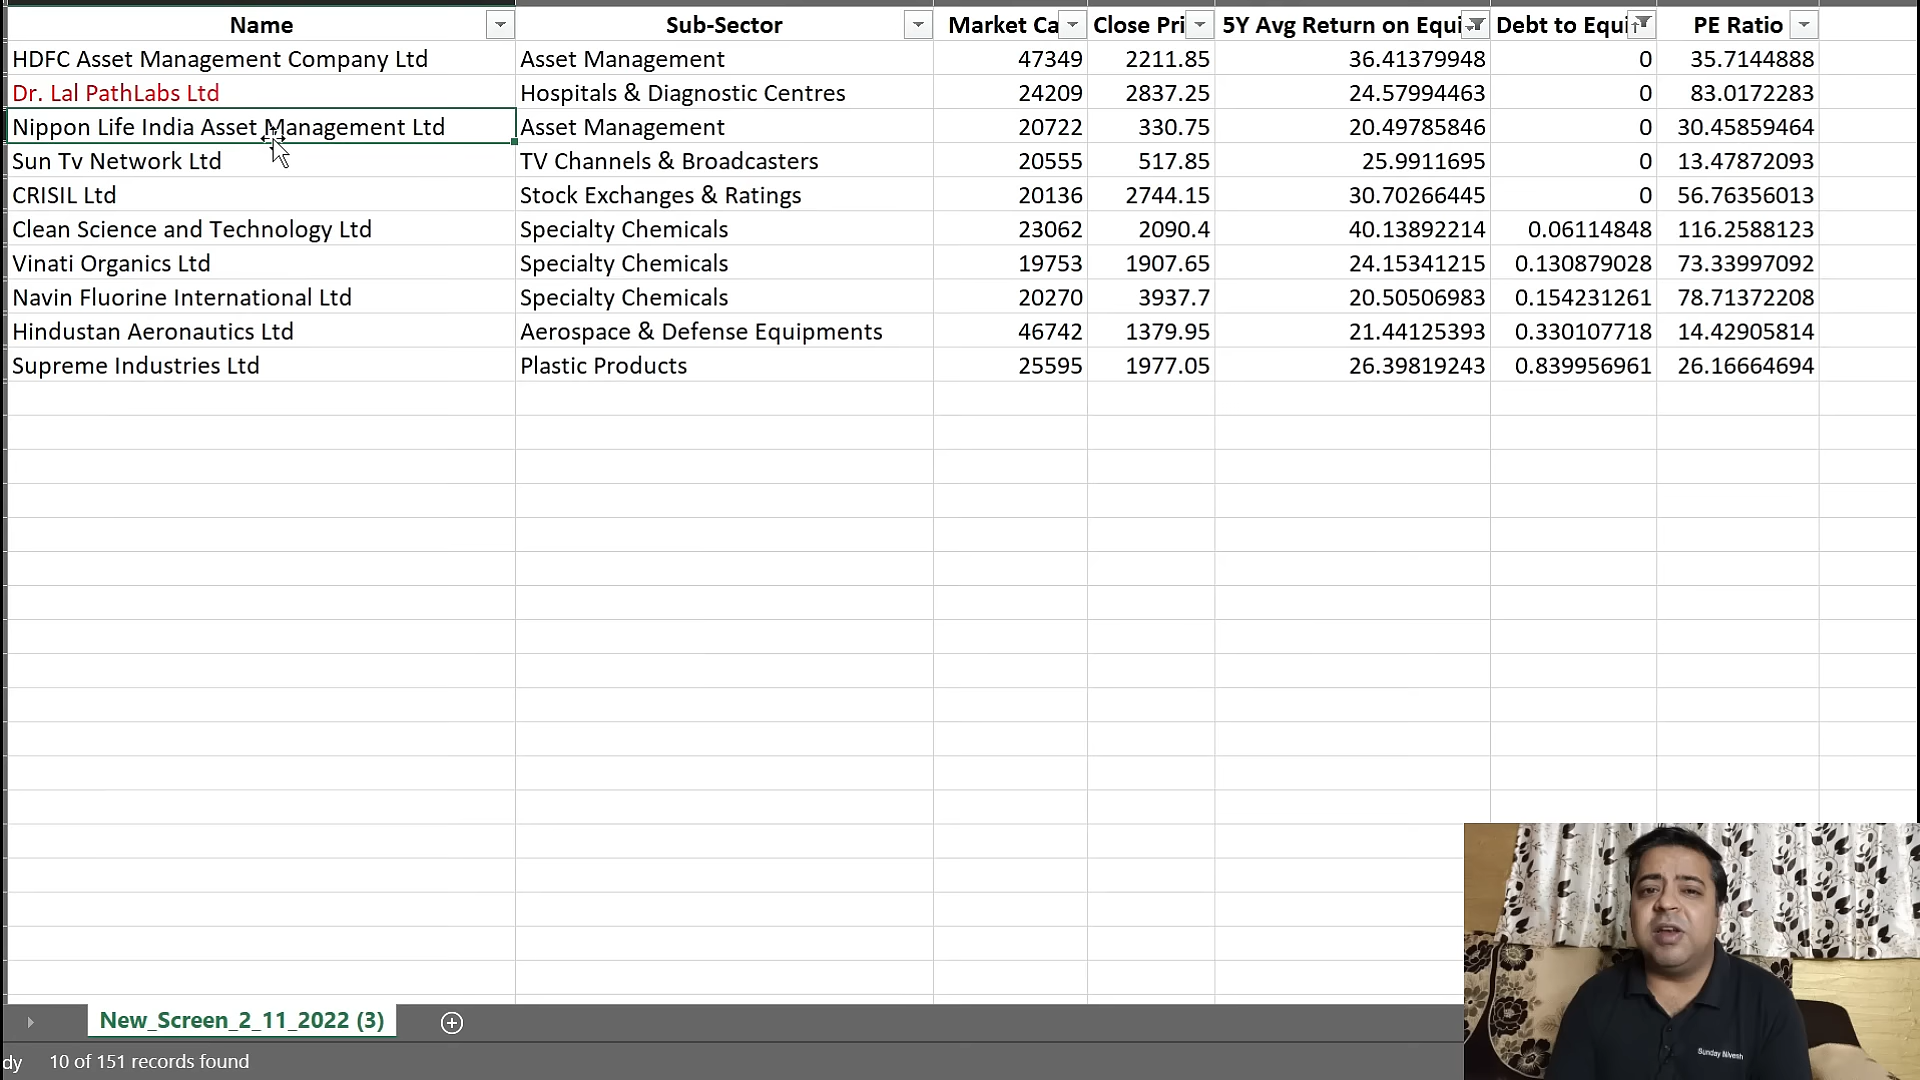 Name Sub-Sector Market Ca Close Pri 5Y Avg Return on Equi Debt to Equi PE Ratio
HDFC Asset Management Company Ltd Asset Management 47349 2211.85 36.41379948 0 35.7144888
Dr. Lal PathLabs Ltd Hospitals & Diagnostic Centres 24209 2837.25 24.57994463 0 83.0172283
Nippon Life India Asset Management Ltd Asset Management 20722 330.75 20.49785846 0 30.45859464
Sun Tv Network Ltd TV Channels & Broadcasters 20555 517.85 25.9911695 0 13.47872093
CRISIL Ltd Stock Exchanges & Ratings 20136 2744.15 30.70266445 0 56.76356013
Clean Science and Technology Ltd Specialty Chemicals 23062 2090.4 40.13892214 0.06114848 116.2588123
Vinati Organics Ltd Specialty Chemicals 19753 1907.65 24.15341215 0.130879028 73.33997092
Navin Fluorine International Ltd Specialty Chemicals 20270 3937.7 20.50506983 0.154231261 78.71372208
Hindustan Aeronautics Ltd Aerospace & Defense Equipments 46742 1379.95 21.44125393 0.330107718 14.42905814
Supreme Industries Ltd Plastic Products 25595 1977.05 26.39819243 0.839956961 26.16664694
Sunday Nivesh
New_Screen_2_11_2022 (3)
dy 10 of 151 records found